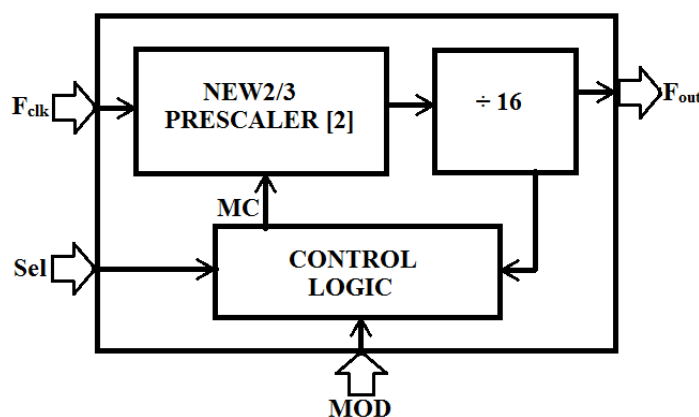 NEW2/3
PRESCALER [2]
÷ 16
Fclk
Fout
MC
Sel
CONTROL
LOGIC
MOD